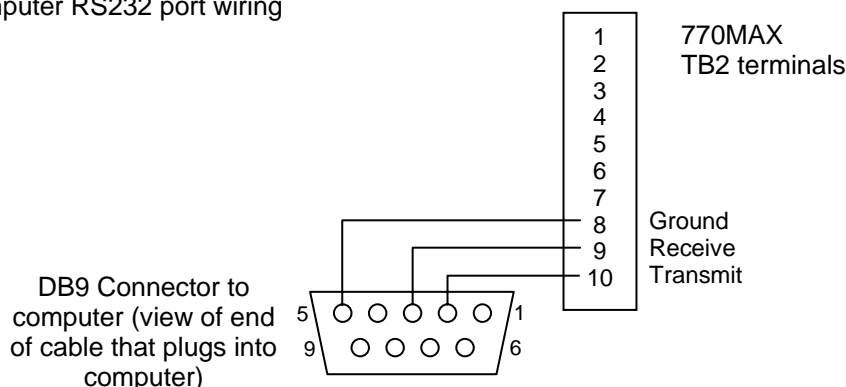 RS232 port wiring
1
2
3
4
5
6
7
8
9
10
770MAX
TB2 terminals
Ground
Receive
Transmit
DB9 Connector to
computer (view of end
of cable that plugs into
computer)
5
1
9
6